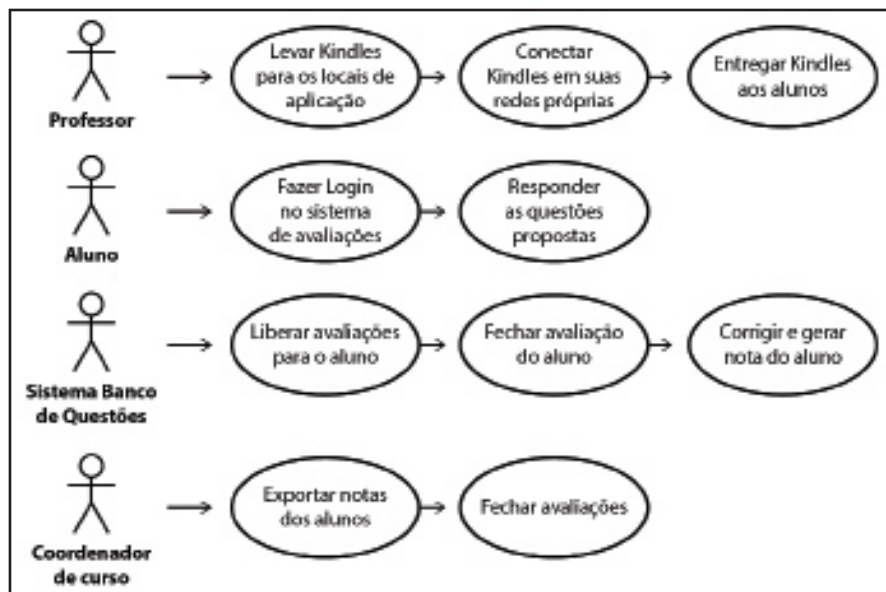 Levar Kindles
para os locais de
aplicação
Conectar
Kindles em suas
redes próprias
Entregar Kindles
aos alunos
Professor
Fazer Login
no sistema
de avaliações
Responder
as questões
propostas
Aluno
Liberar avaliações
para o aluno
Fechar avaliação
do aluno
Corrigir e gerar
nota do aluno
Sistema Banco
de Questões
Exportar notas
dos alunos
Fechar avaliações
Coordenador
de curso